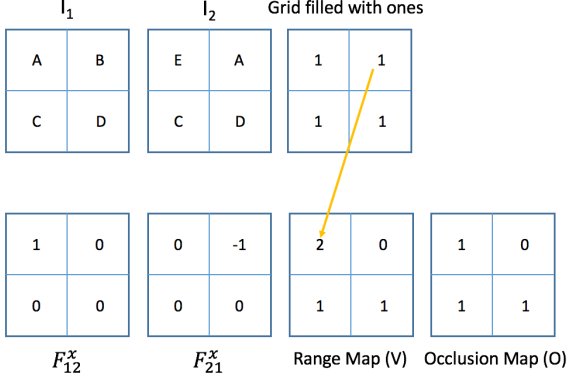 I₁ I₂ Grid filled with ones
A B E A 1 1
C D C D 1 1
1 0 0 -1 2 0 1 0
0 0 0 0 1 1 1 1
F₁₂ˣ F₂₁ˣ Range Map (V) Occlusion Map (O)